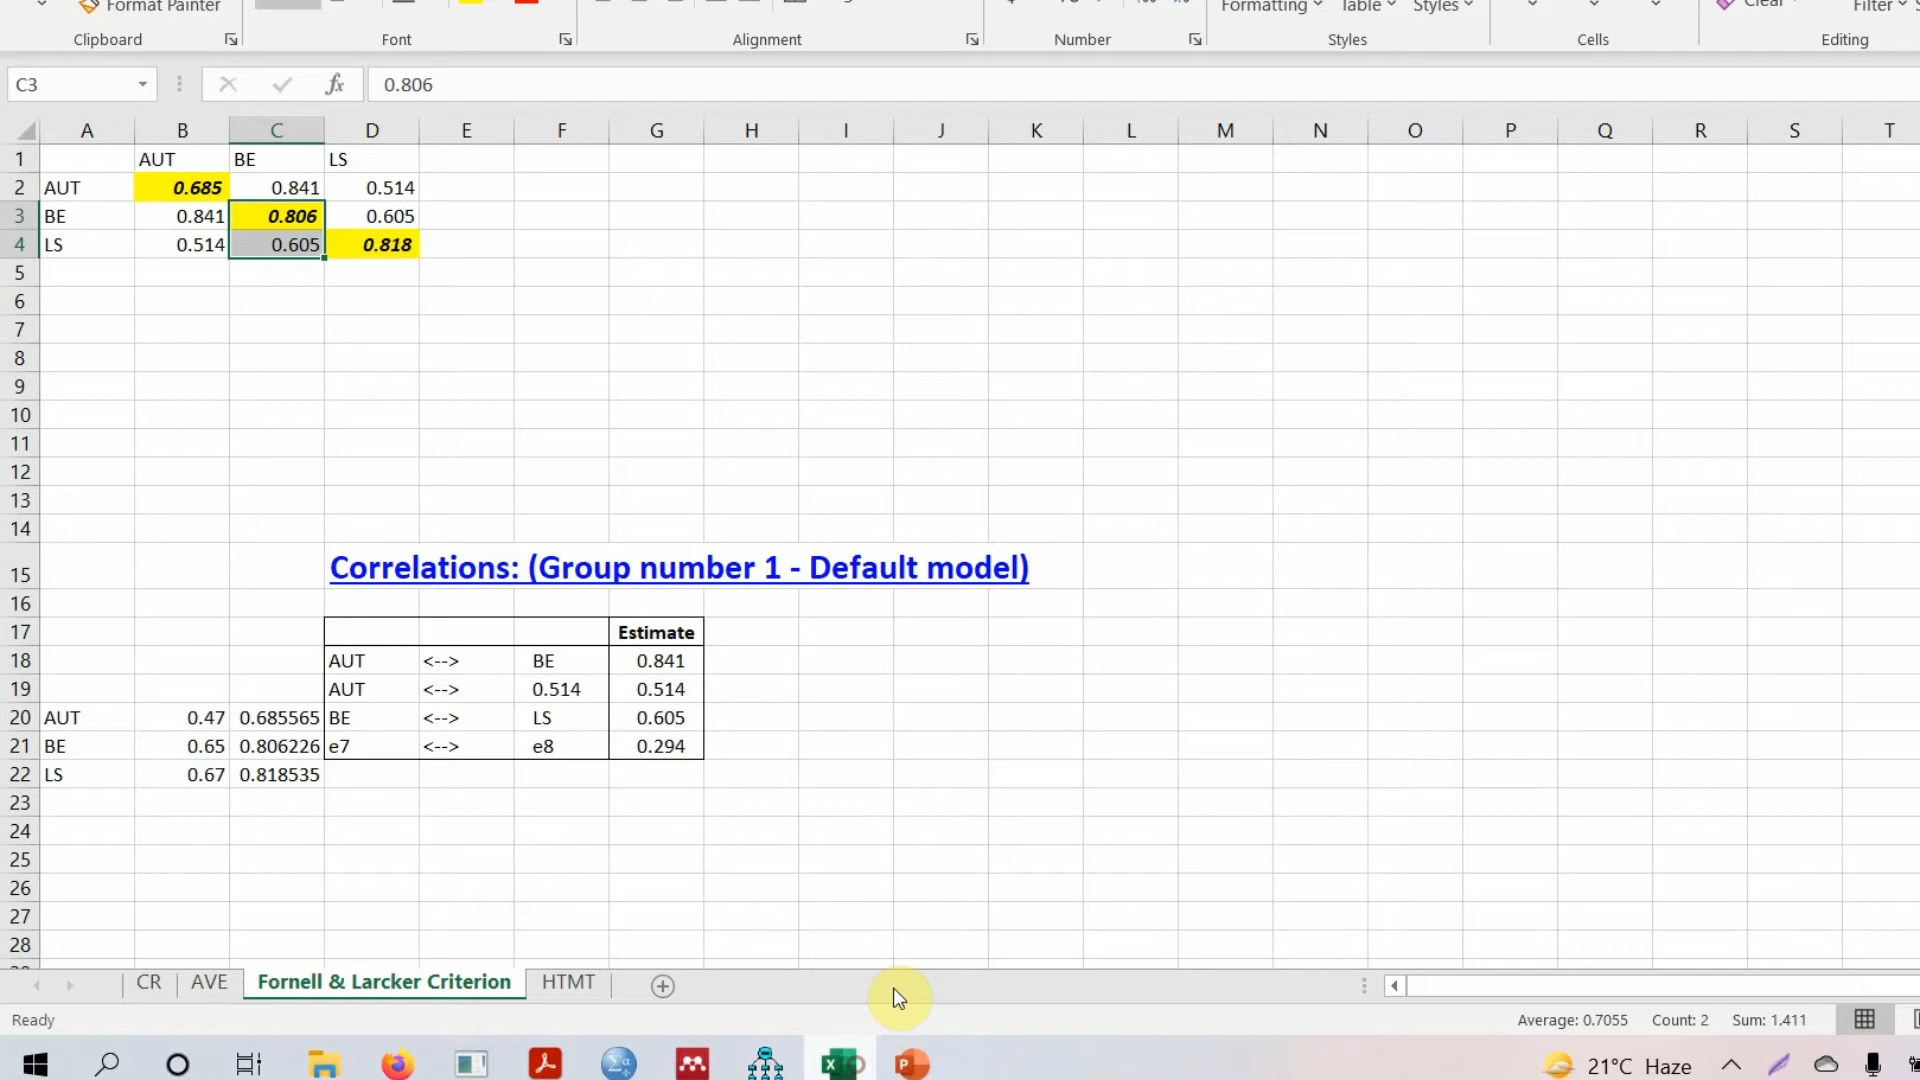 Format Painter Formatting Table Styles Clear Filter
Clipboard Font Alignment Number Styles Cells Editing
C3 fx 0.806
A B C D E F G H I J K L M N O P Q R S T
1 AUT BE LS
2 AUT 0.685 0.841 0.514
3 BE 0.841 0.806 0.605
4 LS 0.514 0.605 0.818
5
6
7
8
9
10
11
12
13
14
15 Correlations: (Group number 1 - Default model)
16
17 Estimate
18 AUT <--> BE 0.841
19 AUT <--> 0.514 0.514
20 AUT 0.47 0.685565 BE <--> LS 0.605
21 BE 0.65 0.806226 e7 <--> e8 0.294
22 LS 0.67 0.818535
23
24
25
26
27
28
CR AVE Fornell & Larcker Criterion HTMT
Ready Average: 0.7055 Count: 2 Sum: 1.411
21°C Haze